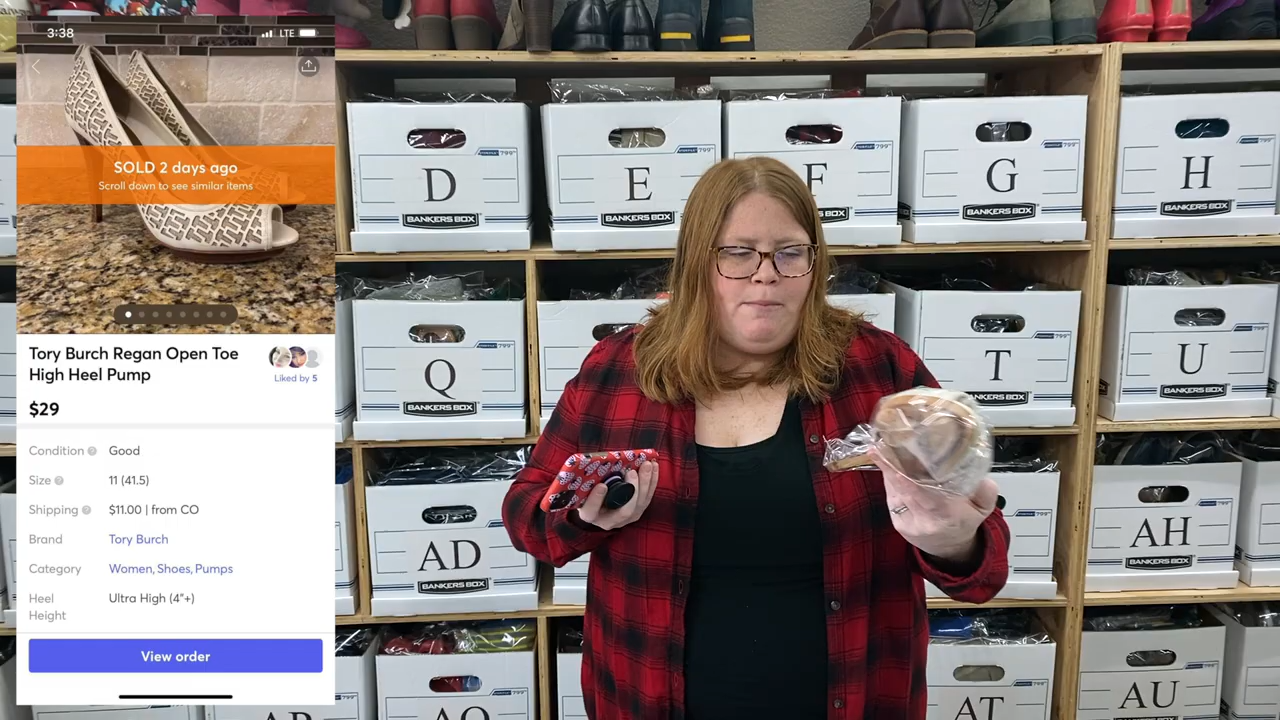 3:38
LTE
SOLD 2 days ago
Scroll down to see similar items
Tory Burch Regan Open Toe
High Heel Pump
Liked by 5
$29
Condition
Good
Size
11 (41.5)
Shipping
$11.00 | from CO
Brand
Tory Burch
Category
Women, Shoes, Pumps
Heel
Height
Ultra High (4"+)
View order
D
BANKERS BOX
E
BANKERS BOX
F
G
BANKERS BOX
H
BANKERS BOX
Q
BANKERS BOX
T
BANKERS BOX
U
BANKERS BOX
AD
BANKERS BOX
AH
BANKERS BOX
AT
AU